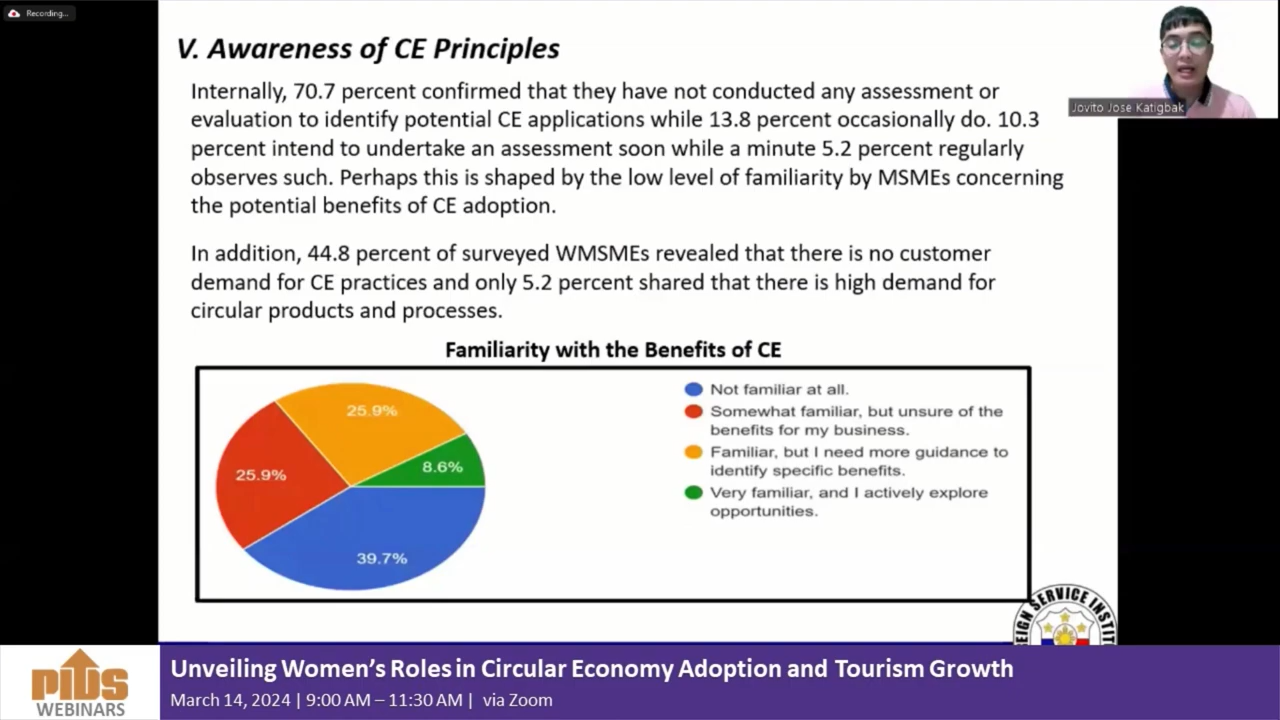 Recording...
V. Awareness of CE Principles
Internally, 70.7 percent confirmed that they have not conducted any assessment or
evaluation to identify potential CE applications while 13.8 percent occasionally do. 10.3
percent intend to undertake an assessment soon while a minute 5.2 percent regularly
observes such. Perhaps this is shaped by the low level of familiarity by MSMEs concerning
the potential benefits of CE adoption.
In addition, 44.8 percent of surveyed WMSMEs revealed that there is no customer
demand for CE practices and only 5.2 percent shared that there is high demand for
circular products and processes.
Jovito Jose Katigbak
Familiarity with the Benefits of CE
25.9%
25.9%
8.6%
39.7%
Not familiar at all.
Somewhat familiar, but unsure of the
benefits for my business.
Familiar, but I need more guidance to
identify specific benefits.
Very familiar, and I actively explore
opportunities.
EIGN SERVICE INSTIT
PIDS
WEBINARS
Unveiling Women's Roles in Circular Economy Adoption and Tourism Growth
March 14, 2024 | 9:00 AM – 11:30 AM | via Zoom